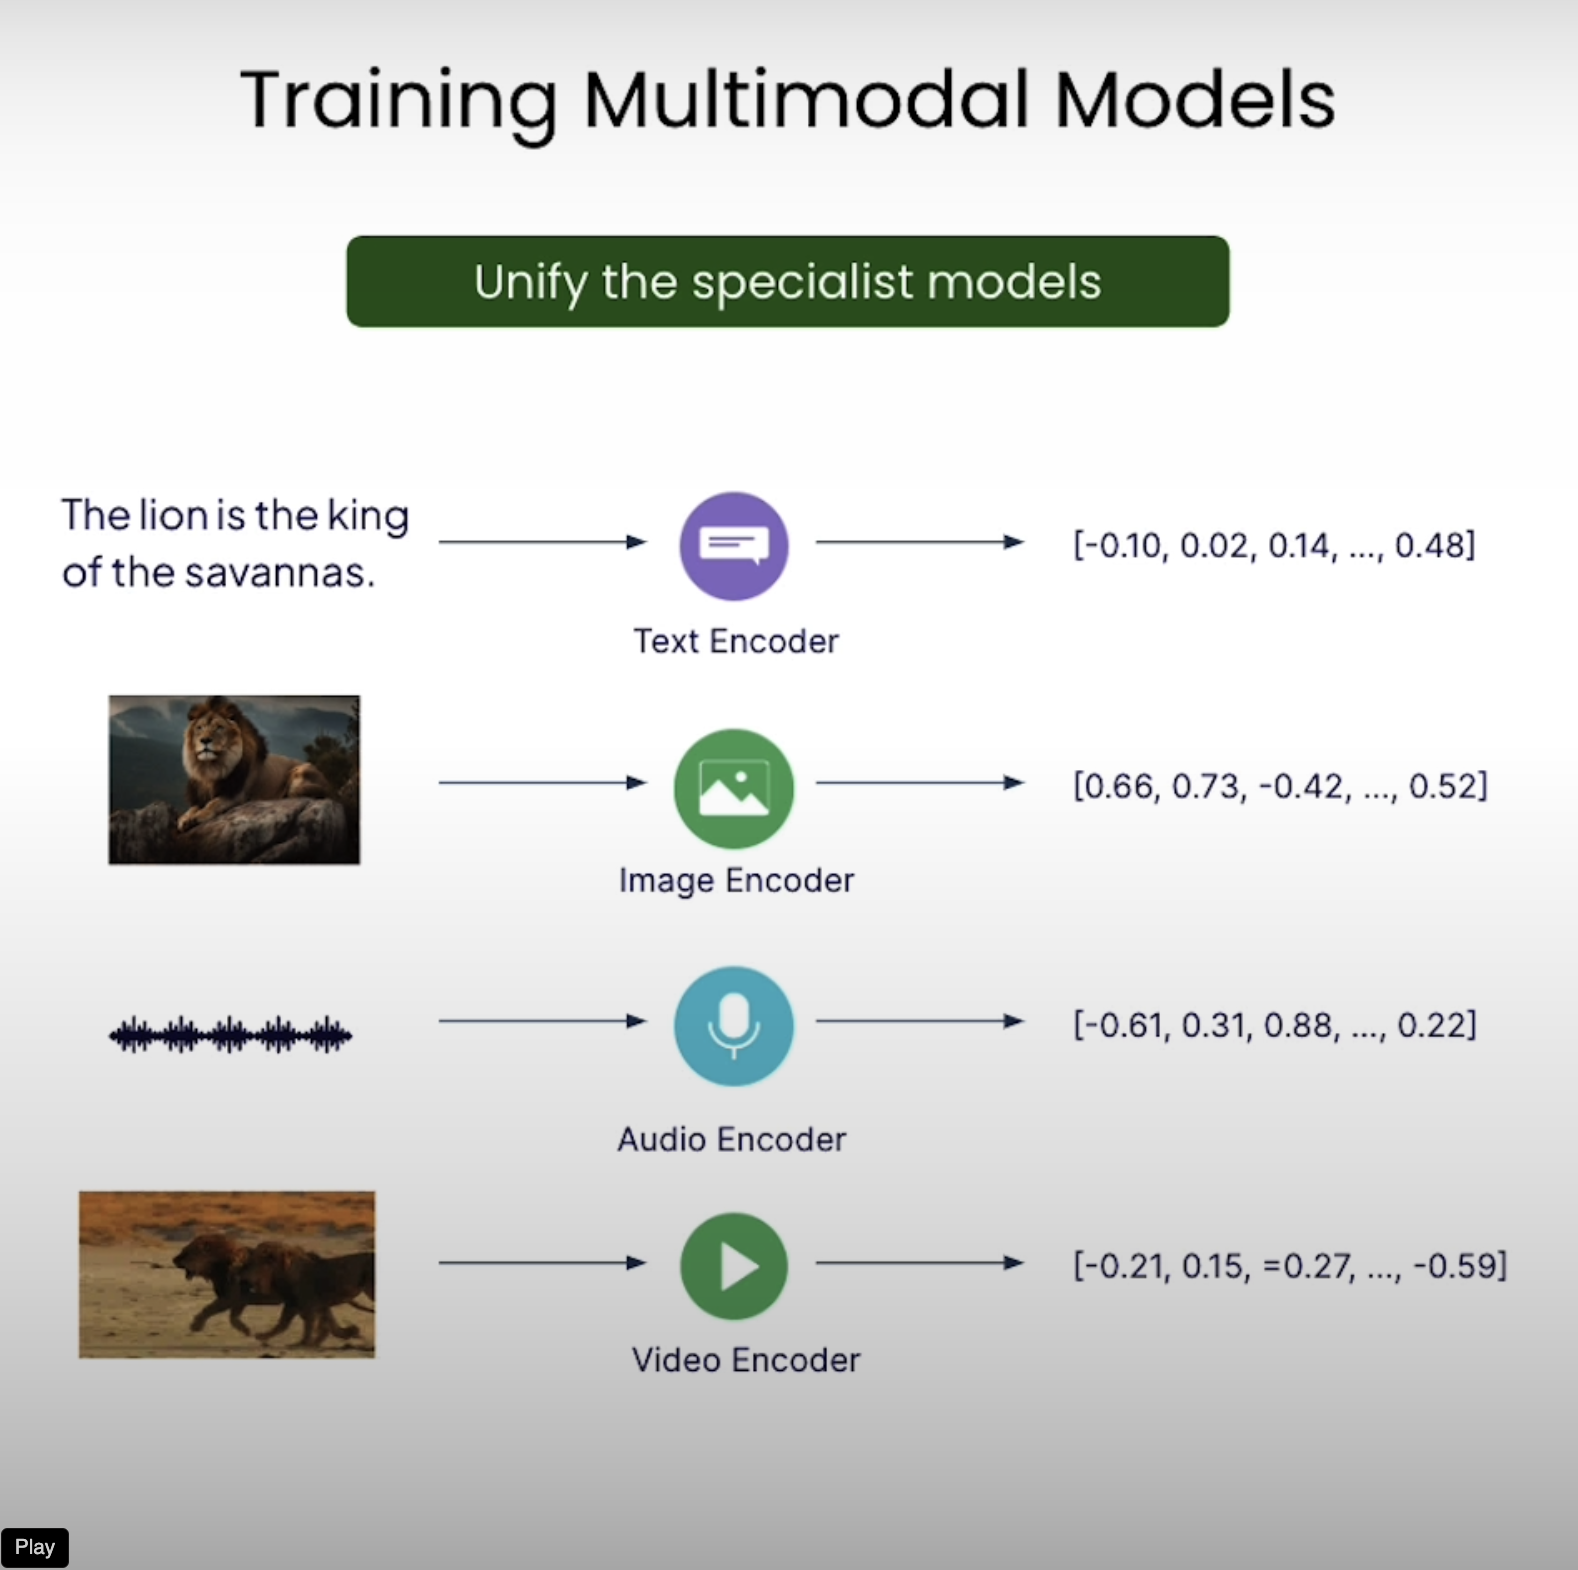 Training Multimodal Models
Unify the specialist models
The lion is the king
of the savannas.
[-0.10, 0.02, 0.14, ..., 0.48]
Text Encoder
[0.66, 0.73, -0.42, ..., 0.52]
Image Encoder
[-0.61, 0.31, 0.88, ..., 0.22]
Audio Encoder
[-0.21, 0.15, =0.27, ..., -0.59]
Video Encoder
Play